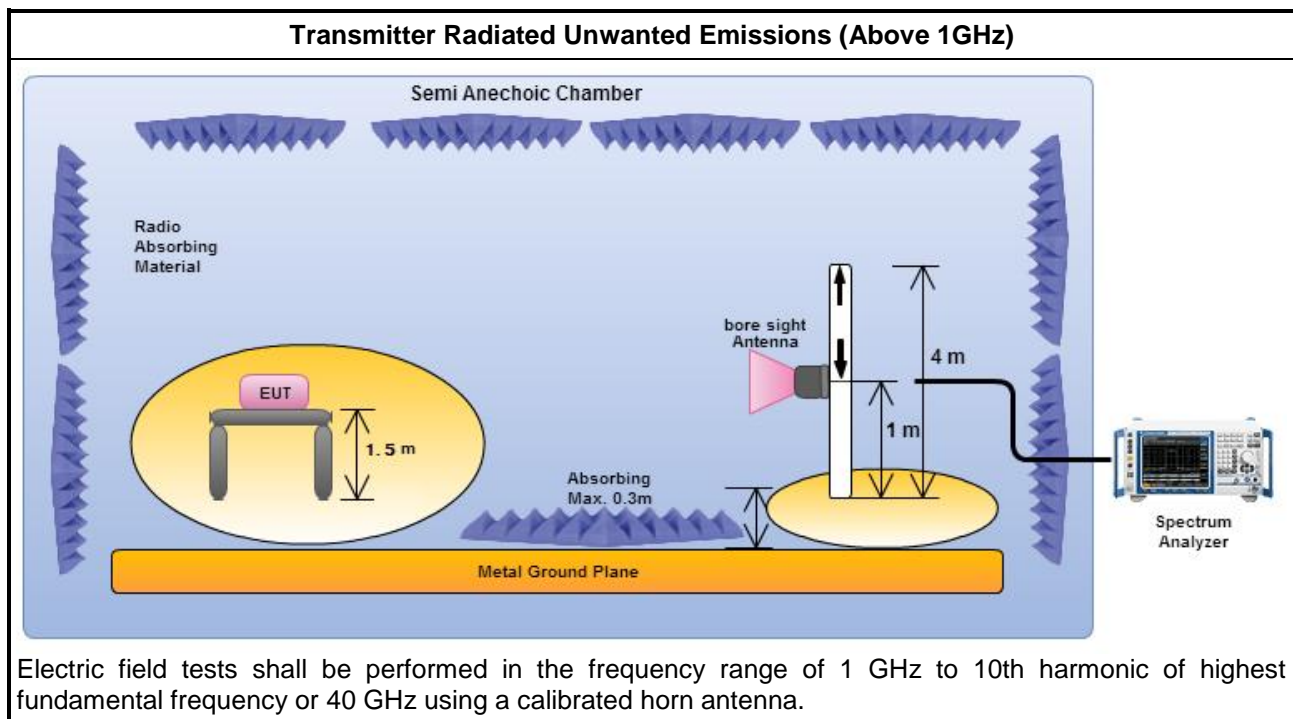 Transmitter Radiated Unwanted Emissions (Above 1GHz)
Semi Anechoic Chamber
Radio
Absorbing
Material
bore sight
Antenna
4 m
EUT
1. 5 m
1 m
Absorbing
Max. 0.3m
Spectrum
Analyzer
Metal Ground Plane
Electric field tests shall be performed in the frequency range of 1 GHz to 10th harmonic of highest
fundamental frequency or 40 GHz using a calibrated horn antenna.